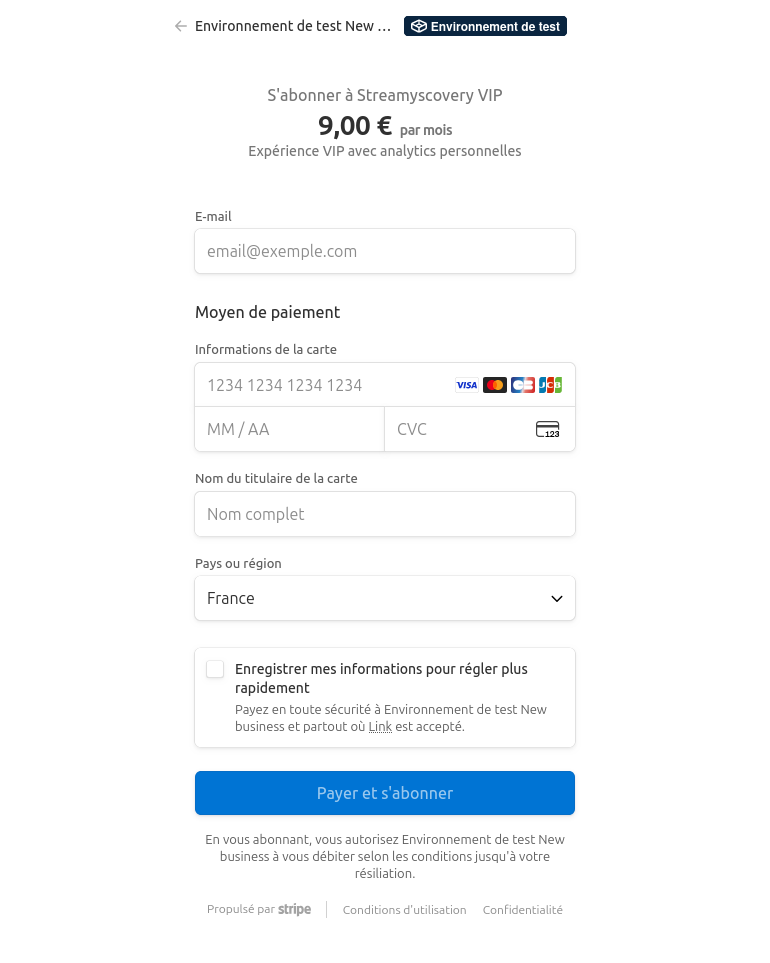 Environnement de test New ...
Environnement de test
S'abonner à Streamyscovery VIP
9,00 € par mois
Expérience VIP avec analytics personnelles
E-mail
email@exemple.com
Moyen de paiement
Informations de la carte
1234 1234 1234 1234 VISA JCB
MM / AA
CVC 123
Nom du titulaire de la carte
Nom complet
Pays ou région
France
Enregistrer mes informations pour régler plus
rapidement
Payez en toute sécurité à Environnement de test New
business et partout où Link est accepté.
Payer et s'abonner
En vous abonnant, vous autorisez Environnement de test New
business à vous débiter selon les conditions jusqu'à votre
résiliation.
Propulsé par stripe
Conditions d'utilisation
Confidentialité